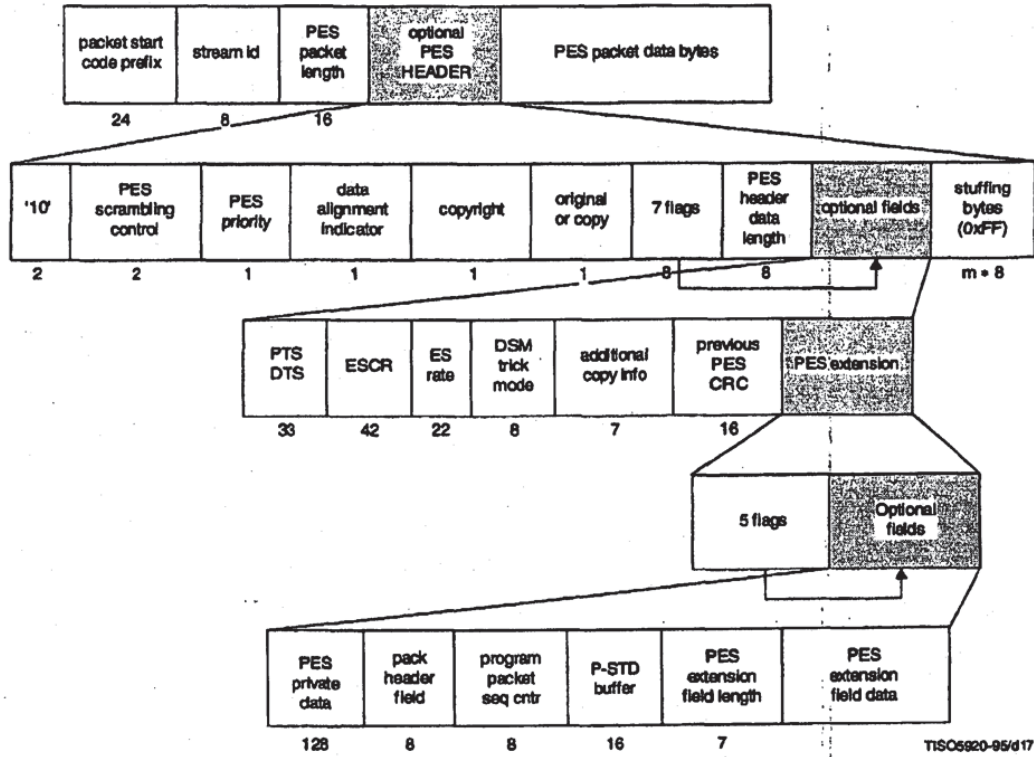 packet start
code prefix
stream id
PES
packet
length
optional
PES
HEADER
PES packet data bytes
24
8
16
'10'
PES
scrambling
control
PES
priority
data
alignment
indicator
copyright
original
or copy
7 flags
PES
header
data
length
optional fields
stuffing
bytes
(0xFF)
2
2
1
1
1
1
8
8
m * 8
PTS
DTS
ESCR
ES
rate
DSM
trick
mode
additional
copy info
previous
PES
CRC
PES extension
33
42
22
8
7
16
5 flags
Optional
fields
PES
private
data
pack
header
field
program
packet
seq cntr
P-STD
buffer
PES
extension
field length
PES
extension
field data
128
8
8
16
7
TISO5920-95/d17